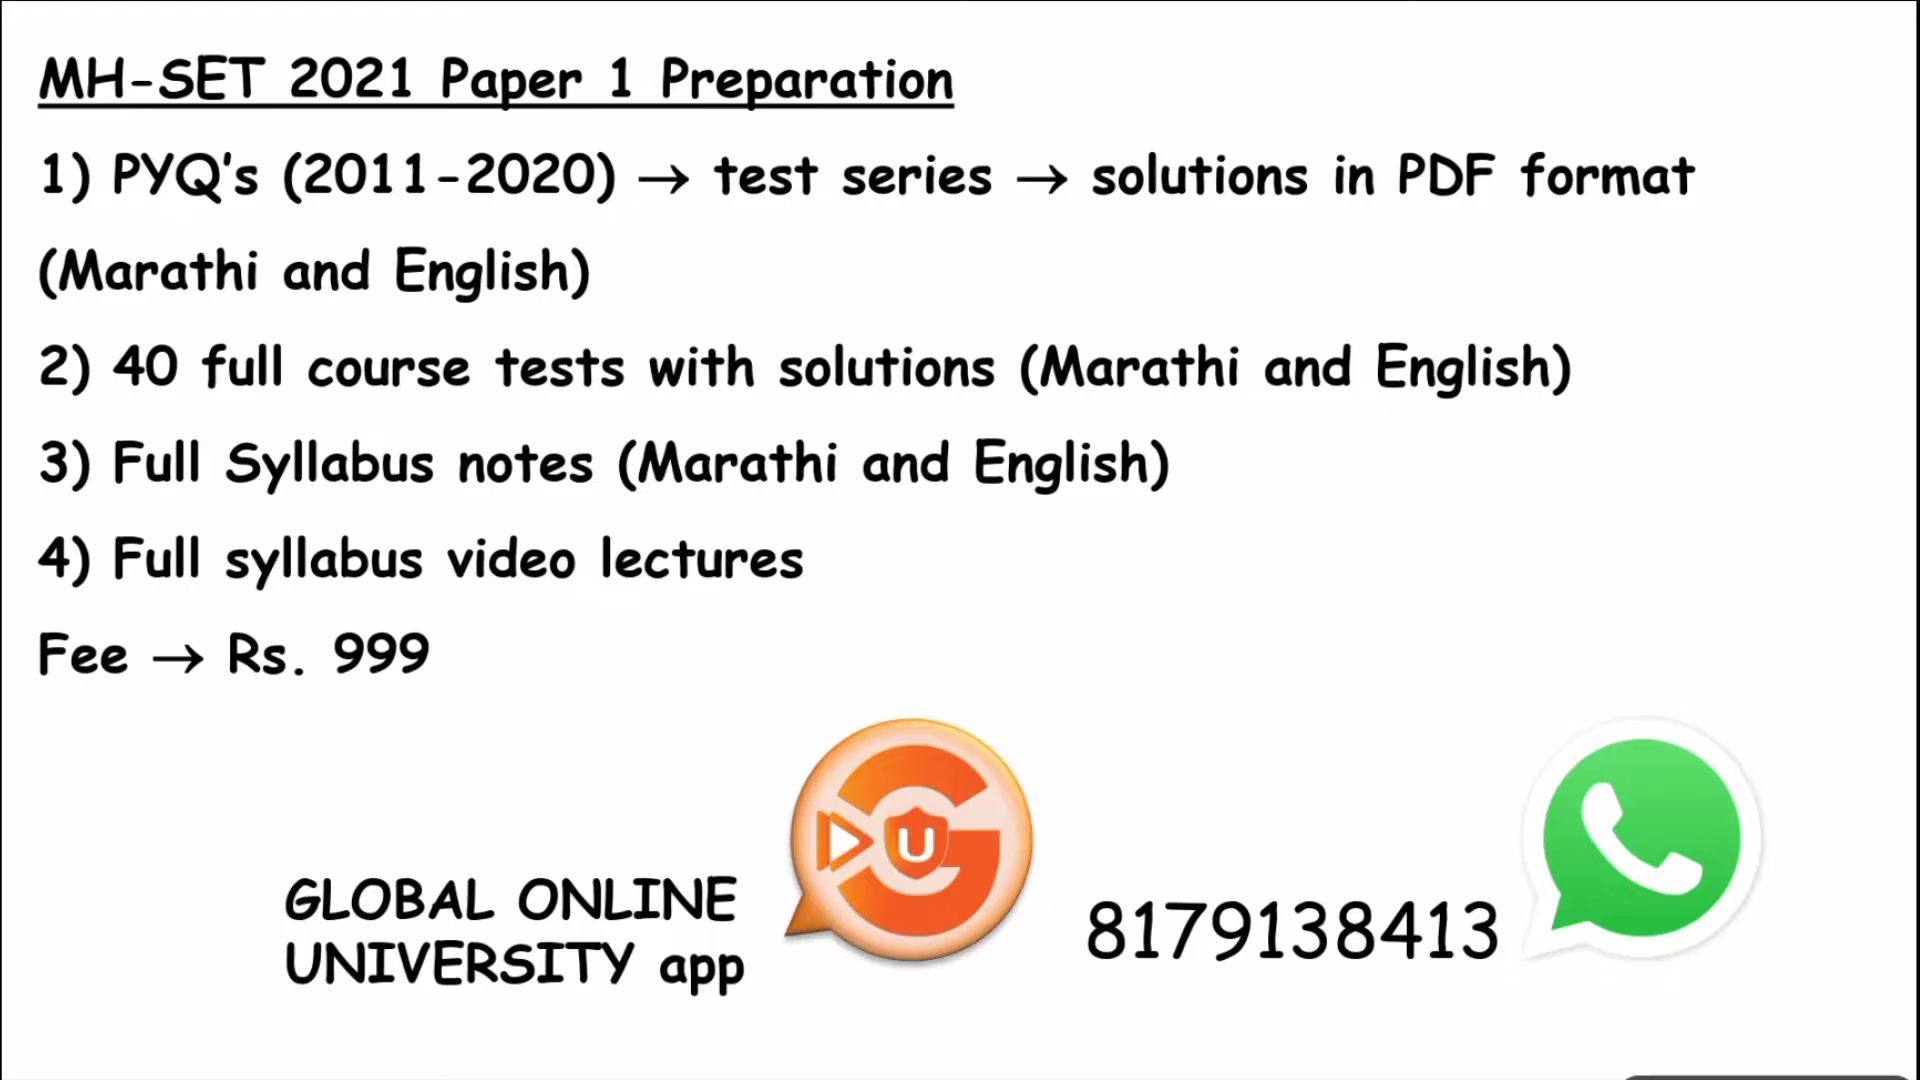 MH-SET 2021 Paper 1 Preparation
1) PYQ's (2011-2020) → test series → solutions in PDF format
(Marathi and English)
2) 40 full course tests with solutions (Marathi and English)
3) Full Syllabus notes (Marathi and English)
4) Full syllabus video lectures
Fee → Rs. 999
GLOBAL ONLINE
UNIVERSITY app
G U
8179138413